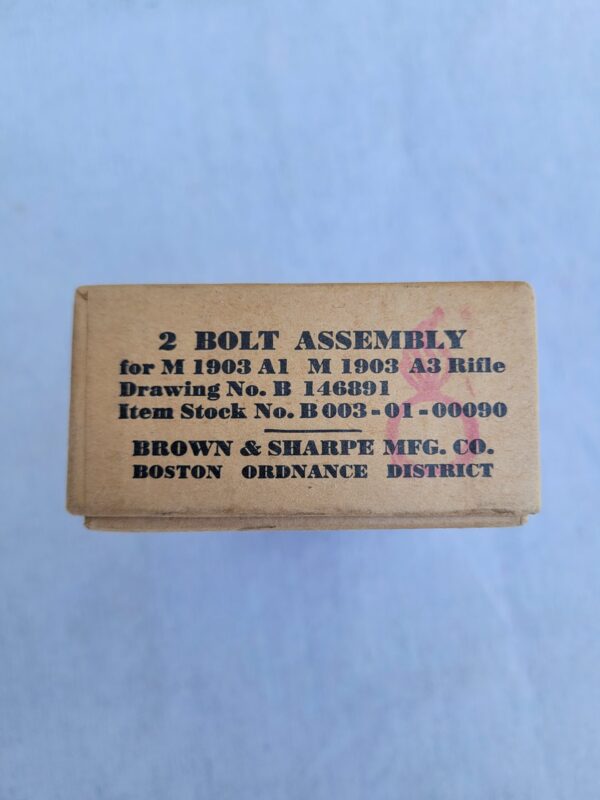 2 BOLT ASSEMBLY
for M 1903 A1 M 1903 A3 Rifle
Drawing No. B 146891
Item Stock No. B 003-01-00090
BROWN & SHARPE MFG. CO.
BOSTON ORDNANCE DISTRICT